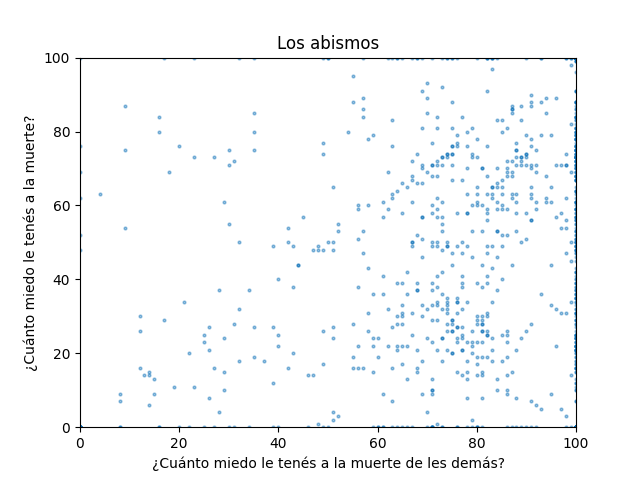 Los abismos
100
80
60
40
20
0
0 20 40 60 80 100
¿Cuánto miedo le tenés a la muerte?
¿Cuánto miedo le tenés a la muerte de les demás?